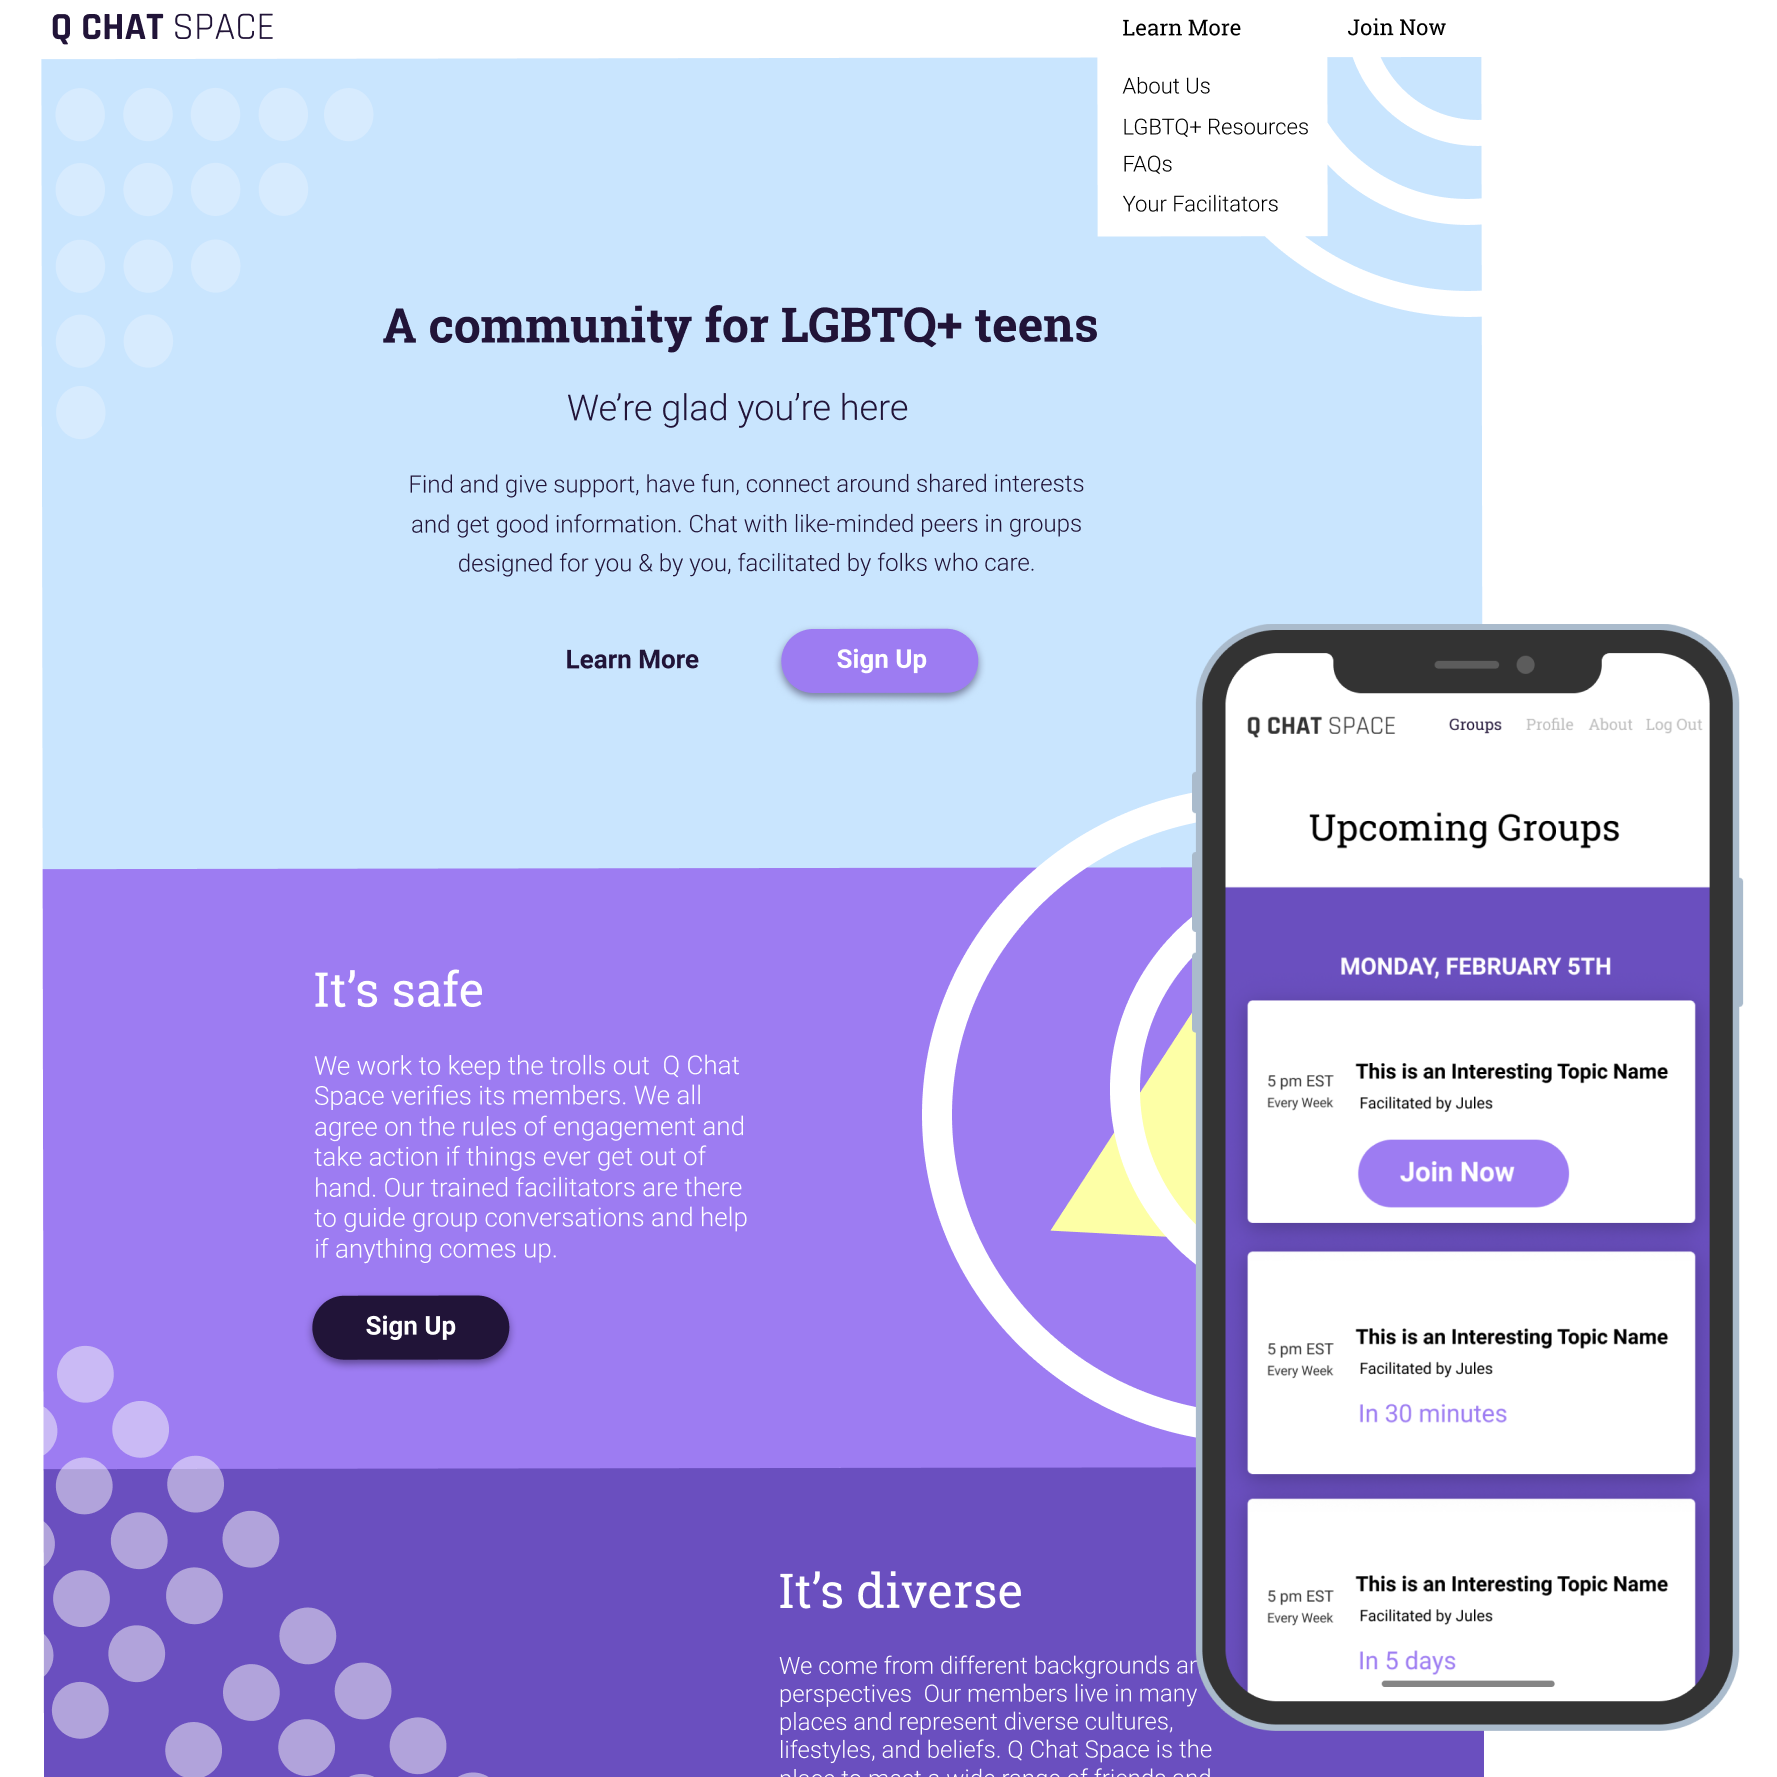 Q CHAT SPACE
Learn More
Join Now
About Us
LGBTQ+ Resources
FAQs
Your Facilitators
A community for LGBTQ+ teens
We’re glad you’re here
Find and give support, have fun, connect around shared interests
and get good information. Chat with like-minded peers in groups
designed for you & by you, facilitated by folks who care.
Learn More
Sign Up
It’s safe
We work to keep the trolls out  Q Chat
Space verifies its members. We all
agree on the rules of engagement and
take action if things ever get out of
hand. Our trained facilitators are there
to guide group conversations and help
if anything comes up.
Sign Up
It’s diverse
We come from different backgrounds
perspectives  Our members live in many
places and represent diverse cultures,
lifestyles, and beliefs. Q Chat Space is the
place to meet a wide range of friends and
Q CHAT SPACE
Groups
Profile
About
Log Out
Upcoming Groups
MONDAY, FEBRUARY 5TH
5 pm EST
Every Week
This is an Interesting Topic Name
Facilitated by Jules
Join Now
5 pm EST
Every Week
This is an Interesting Topic Name
Facilitated by Jules
In 30 minutes
5 pm EST
Every Week
This is an Interesting Topic Name
Facilitated by Jules
In 5 days